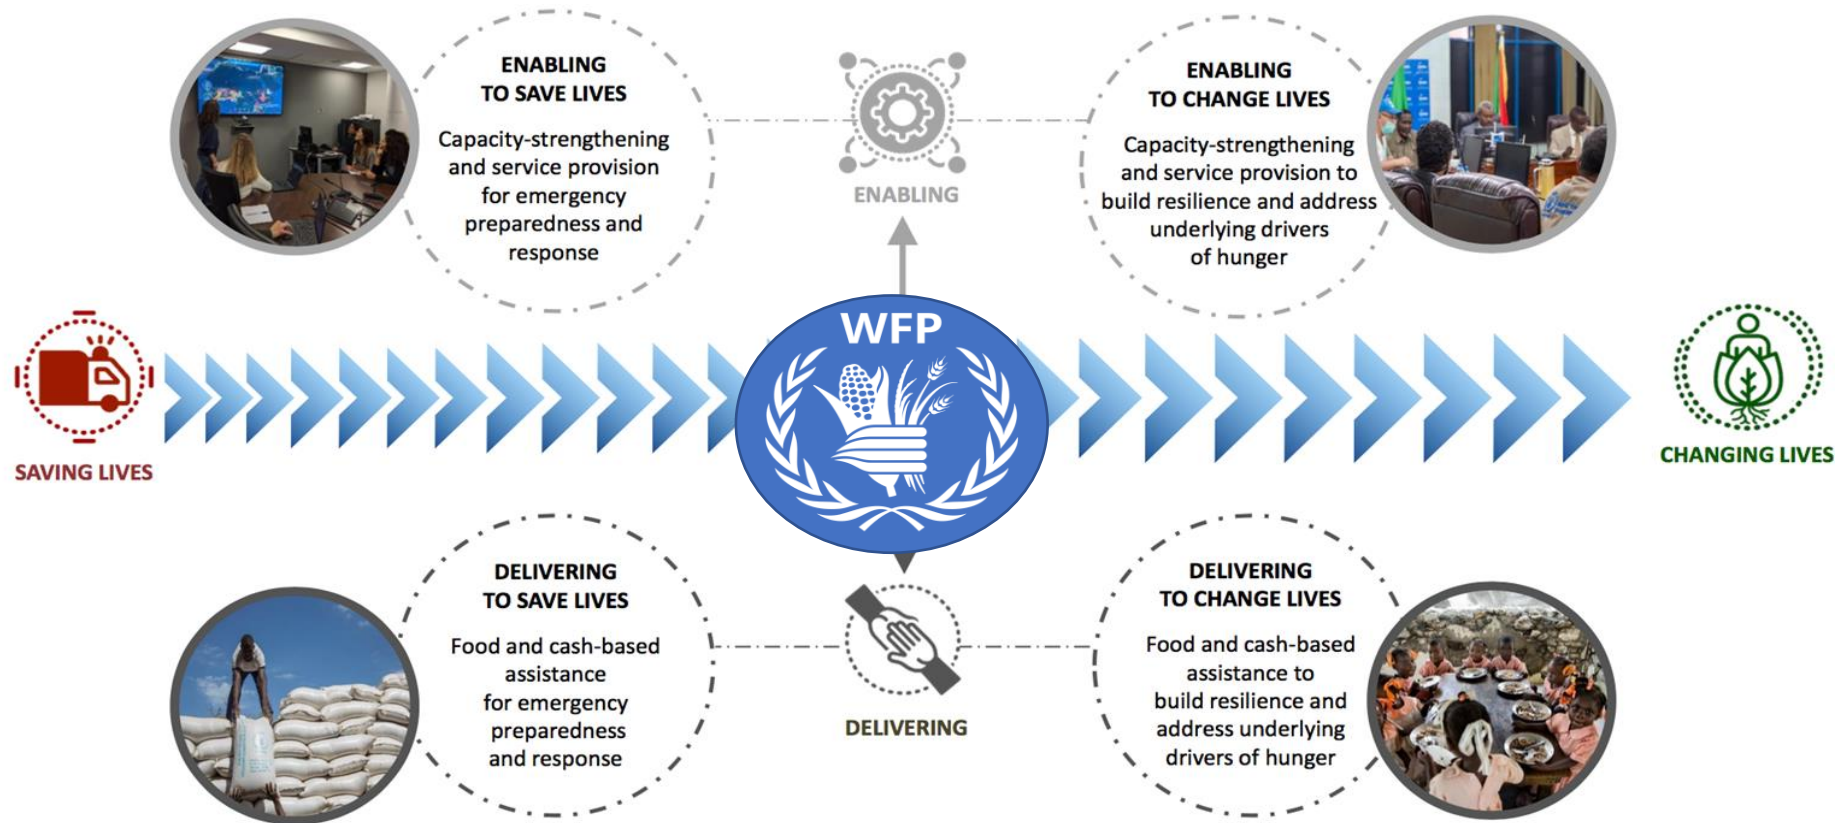 ENABLING
TO SAVE LIVES
Capacity-strengthening
and service provision
for emergency
preparedness and
response
ENABLING
ENABLING
TO CHANGE LIVES
Capacity-strengthening
and service provision to
build resilience and address
underlying drivers
of hunger
SAVING LIVES
WFP
CHANGING LIVES
DELIVERING
TO SAVE LIVES
Food and cash-based
assistance
for emergency
preparedness
and response
DELIVERING
DELIVERING
TO CHANGE LIVES
Food and cash-based
assistance to
build resilience and
address underlying
drivers of hunger